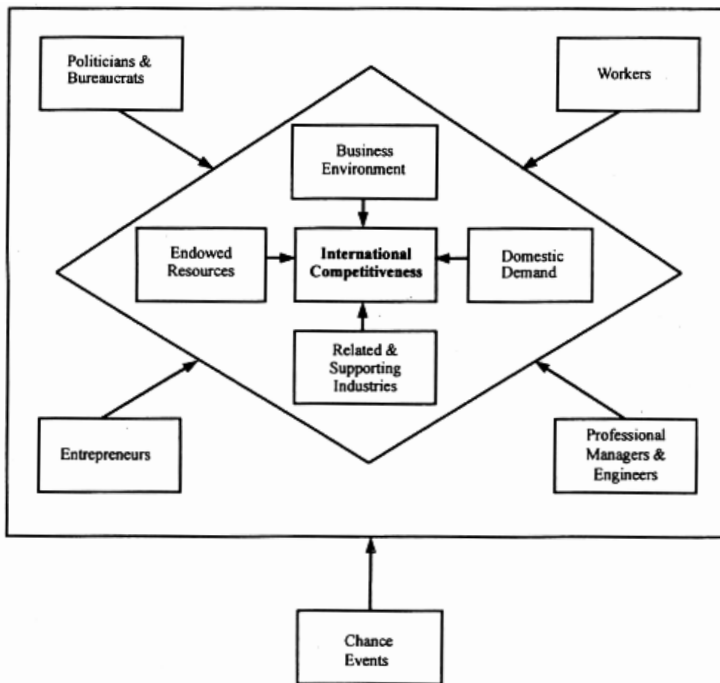 Politicians &
Bureaucrats
Workers
Business
Environment
Endowed
Resources
International
Competitiveness
Domestic
Demand
Related &
Supporting
Industries
Entrepreneurs
Professional
Managers &
Engineers
Chance
Events